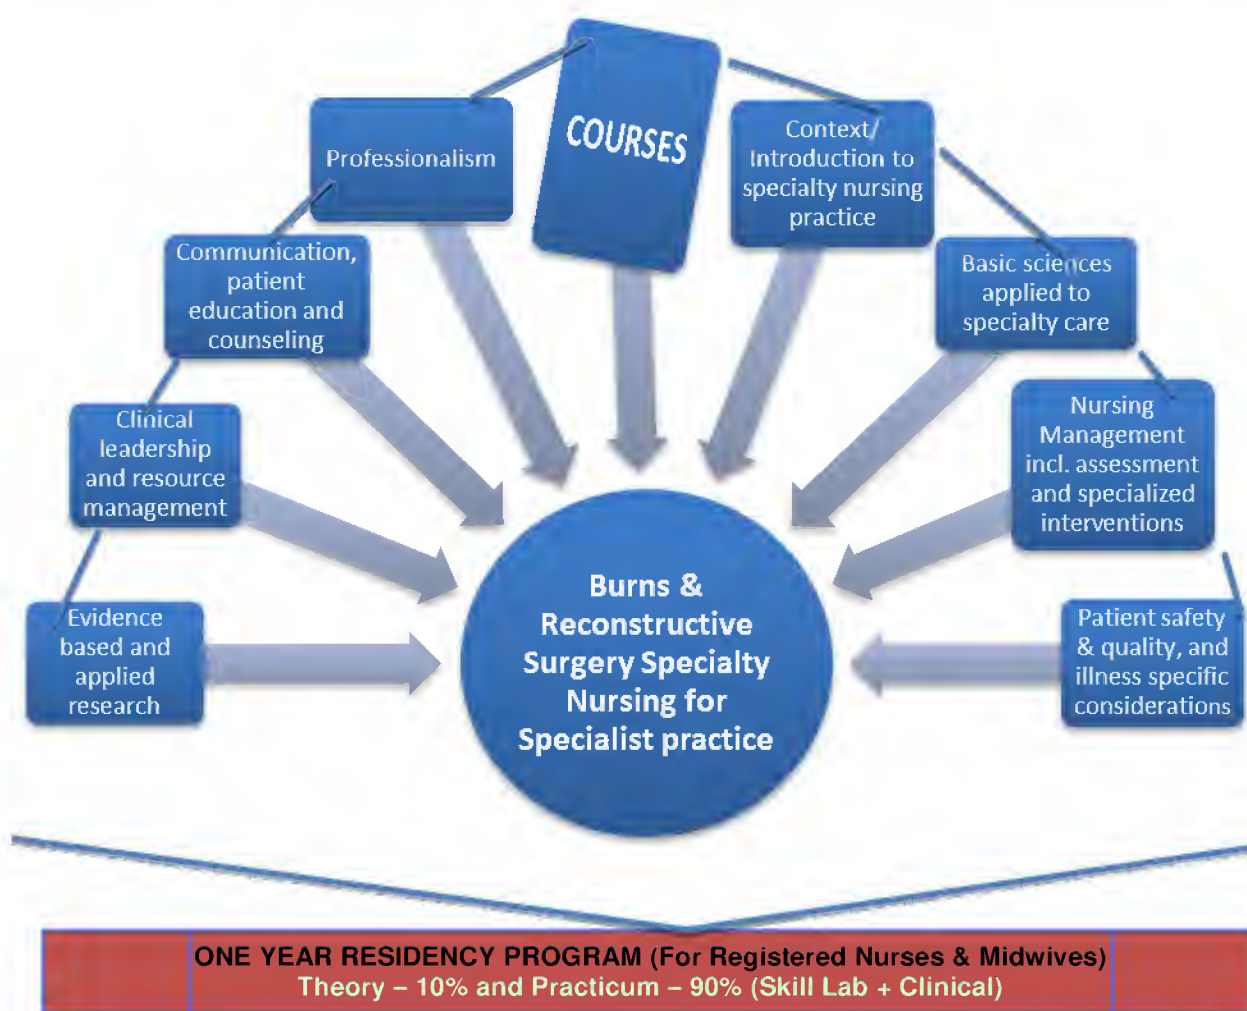 COURSES
Professionalism
Context/
Introduction to
specialty nursing
practice
Communication,
patient
education and
counseling
Basic sciences
applied to
specialty care
Clinical
leadership
and resource
management
Nursing
Management
incl. assessment
and specialized
interventions
Evidence
based and
applied
research
Patient safety
& quality, and
illness specific
considerations
Burns &
Reconstructive
Surgery Specialty
Nursing for
Specialist practice
ONE YEAR RESIDENCY PROGRAM (For Registered Nurses & Midwives)
Theory – 10% and Practicum – 90% (Skill Lab + Clinical)